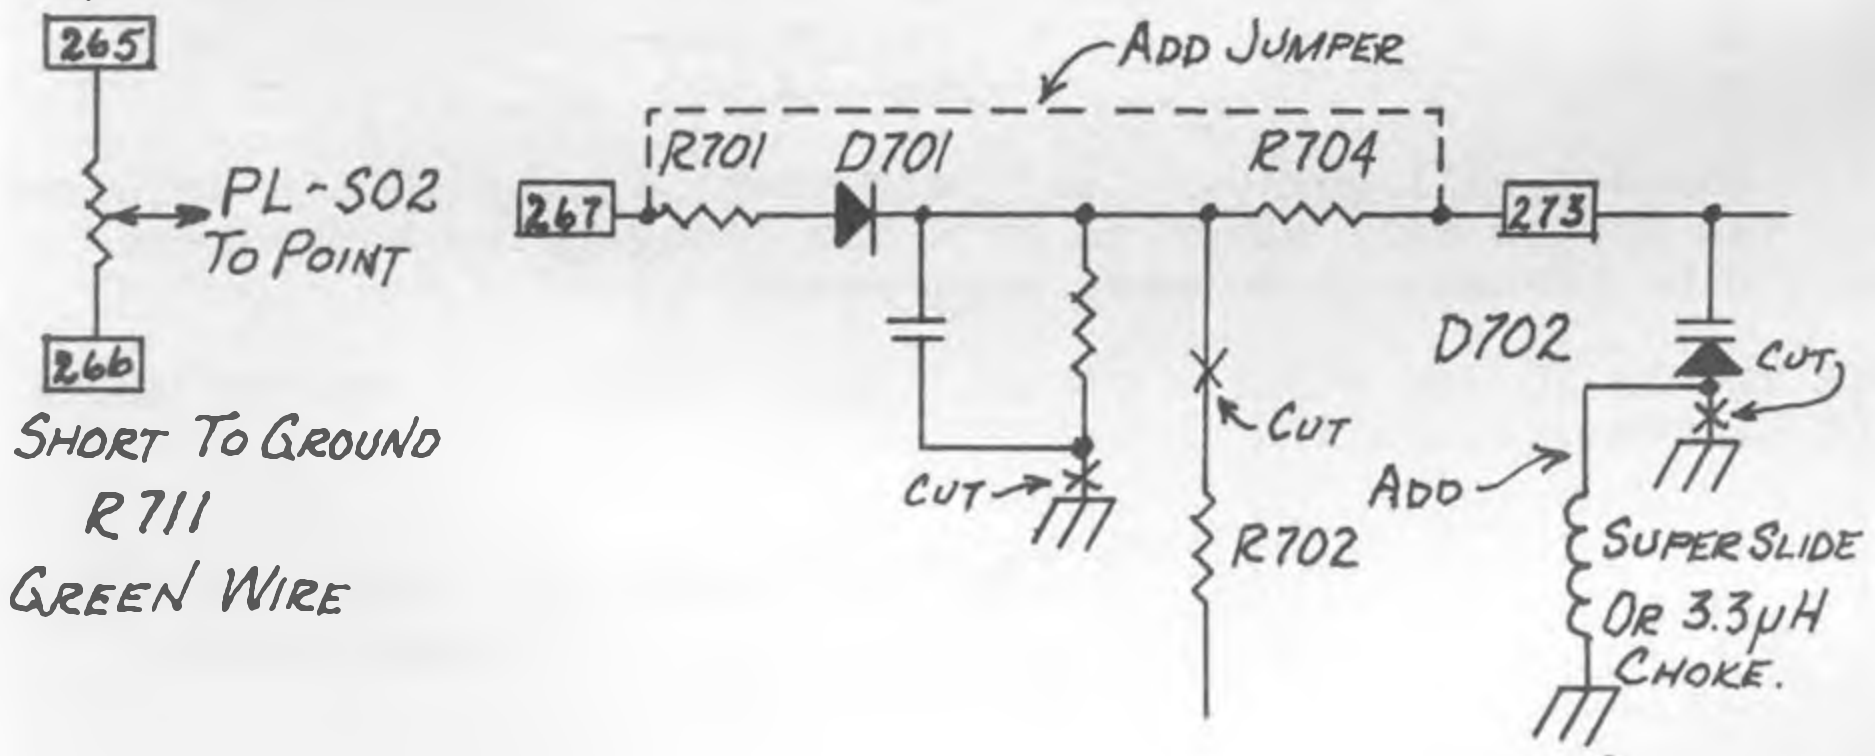 265
PL-S02
TO POINT
266
SHORT TO GROUND
R711
GREEN WIRE
ADD JUMPER
R701
D701
R704
267
273
D702
CUT
CUT
CUT
ADD
R702
SUPER SLIDE
OR 3.3µH
CHOKE.